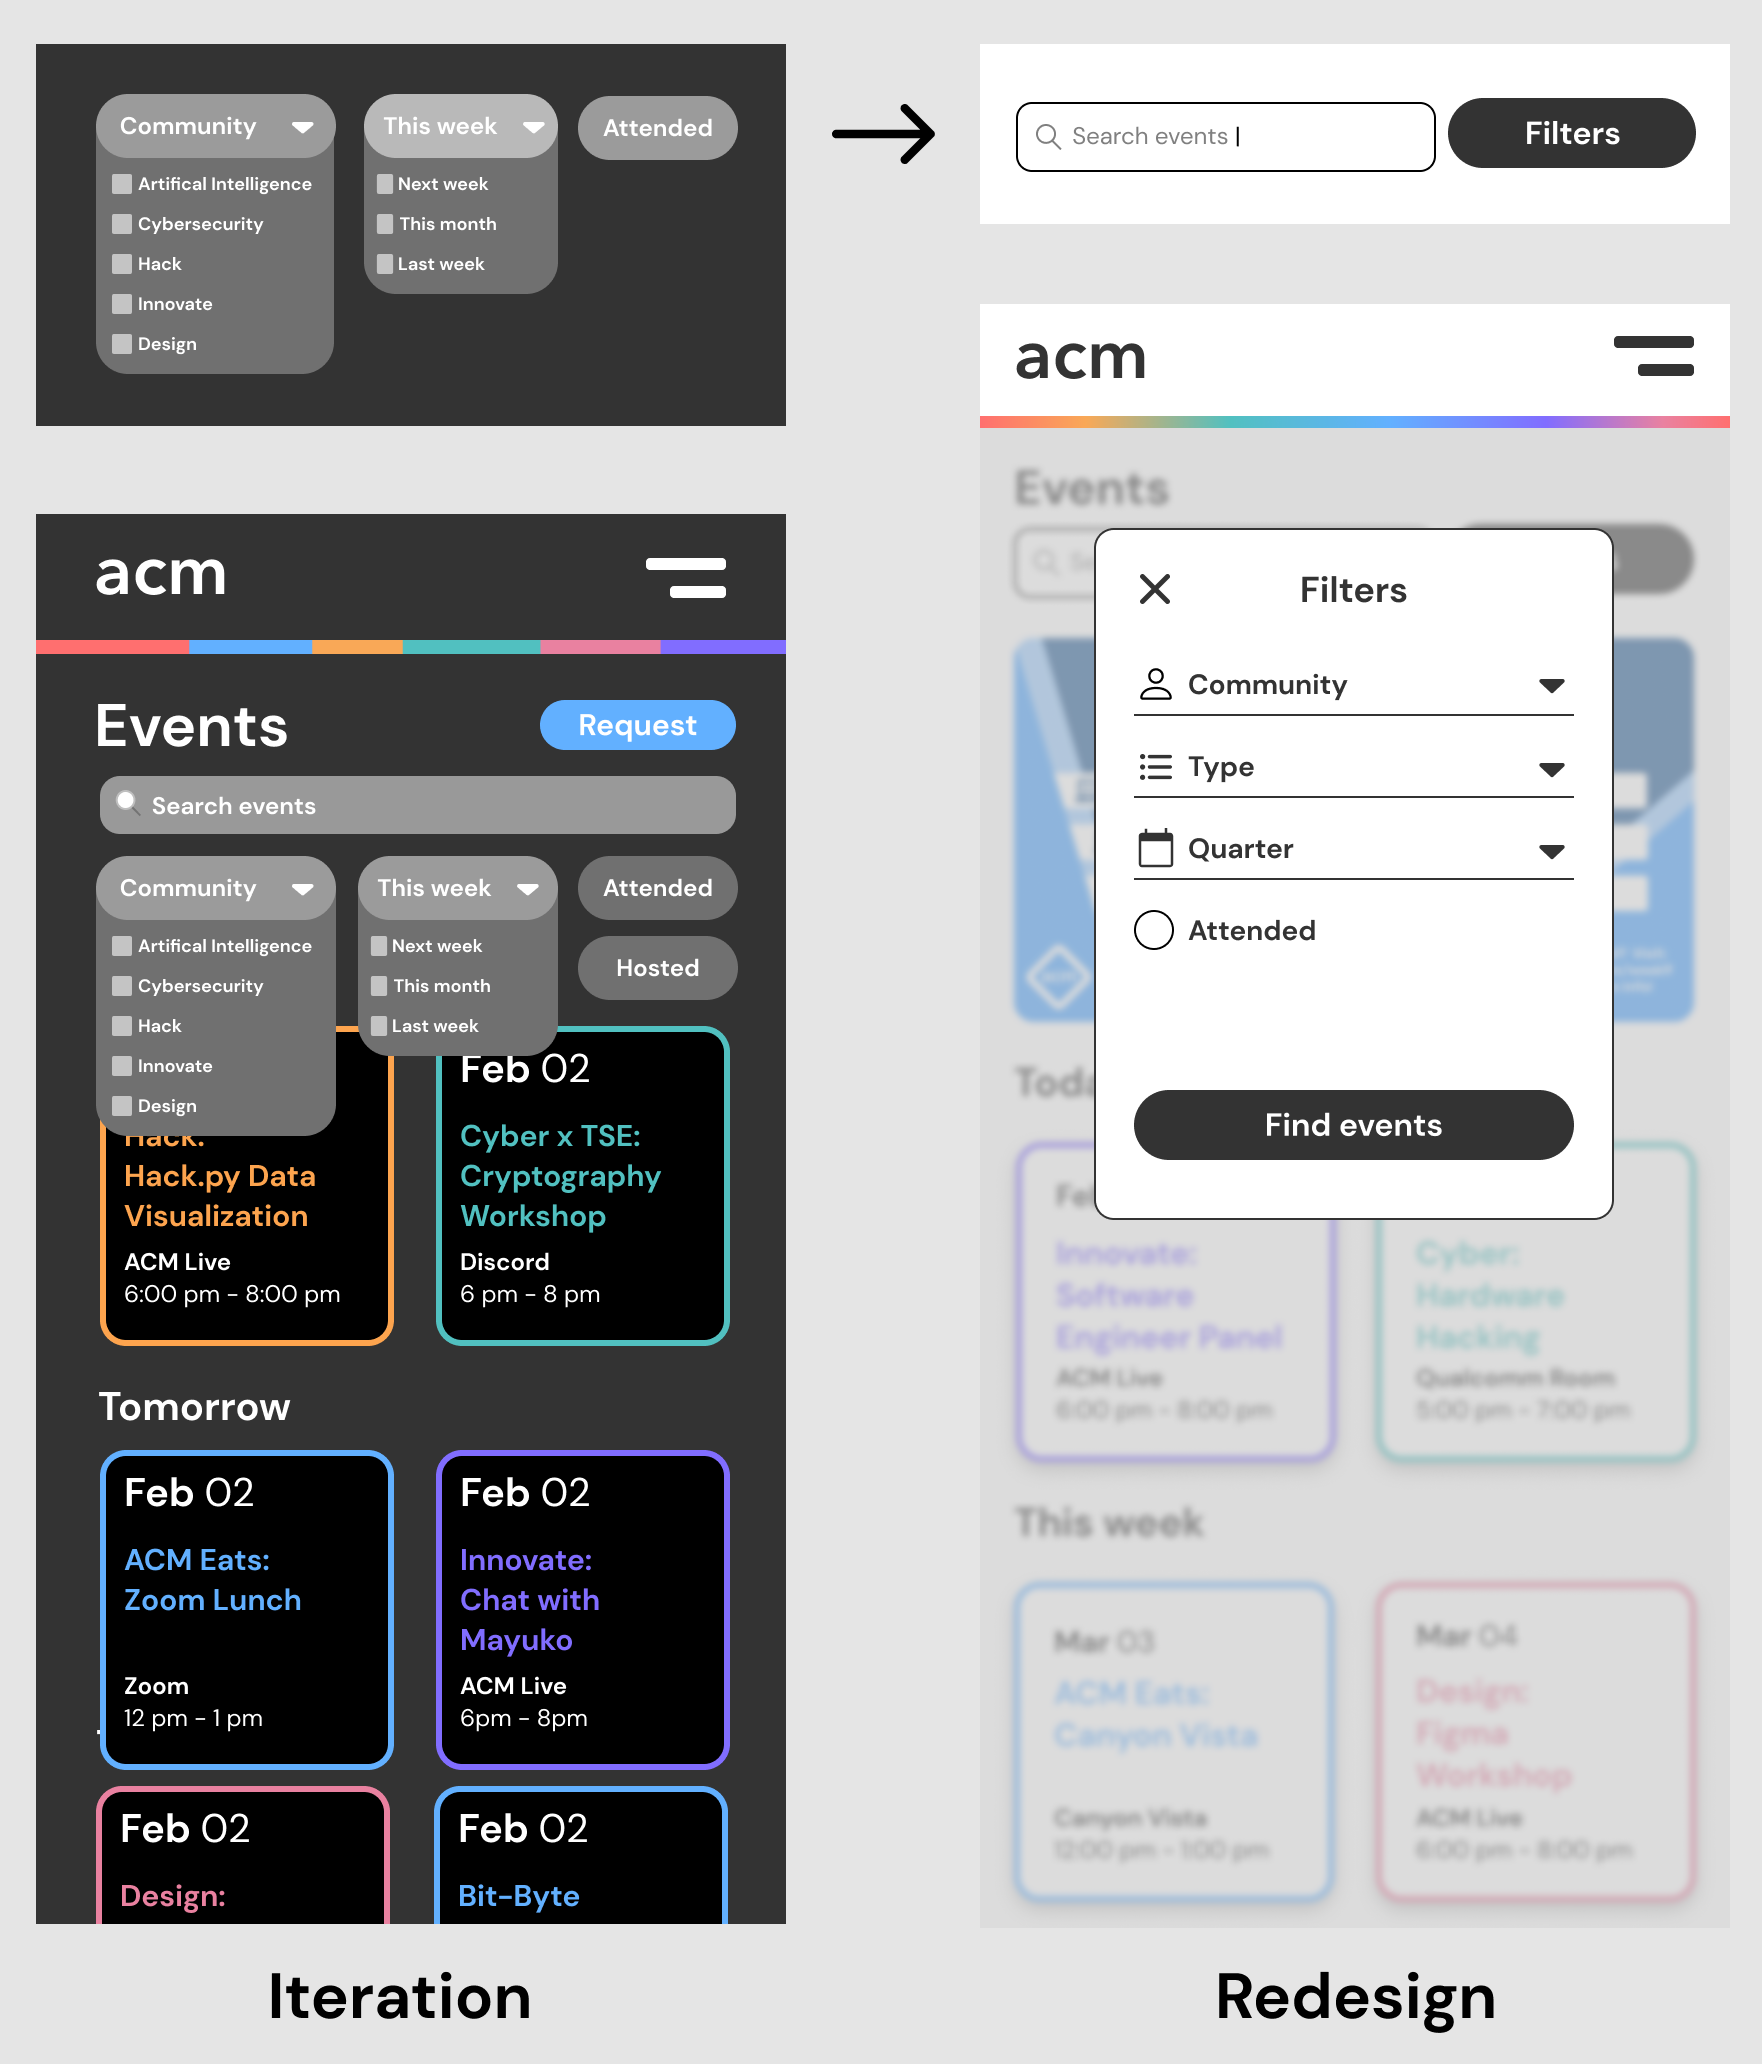 Community
This week
Attended
Artifical Intelligence
Cybersecurity
Hack
Innovate
Design
Next week
This month
Last week
acm
Events
Request
Search events
Community
This week
Attended
Hosted
Artifical Intelligence
Cybersecurity
Hack
Innovate
Design
Next week
This month
Last week
Hack:
Hack.py Data
Visualization
ACM Live
6:00 pm - 8:00 pm
Feb 02
Cyber x TSE:
Cryptography
Workshop
Discord
6 pm - 8 pm
Tomorrow
Feb 02
ACM Eats:
Zoom Lunch
Zoom
12 pm - 1 pm
Feb 02
Innovate:
Chat with
Mayuko
ACM Live
6pm - 8pm
Feb 02
Design:
Feb 02
Bit-Byte
Iteration
Search events
Filters
acm
Events
Filters
Community
Type
Quarter
Attended
Find events
Innovate:
Software
Engineer Panel
ACM Live
6:00 pm - 8:00 pm
Cyber:
Hardware
Hacking
Qualcomm Room
5:00 pm - 7:00 pm
This week
Mar 03
ACM Eats:
Canyon Vista
Canyon Vista
12:00 pm - 1:00 pm
Mar 04
Design:
Figma
Workshop
ACM Live
6:00 pm - 8:00 pm
Redesign